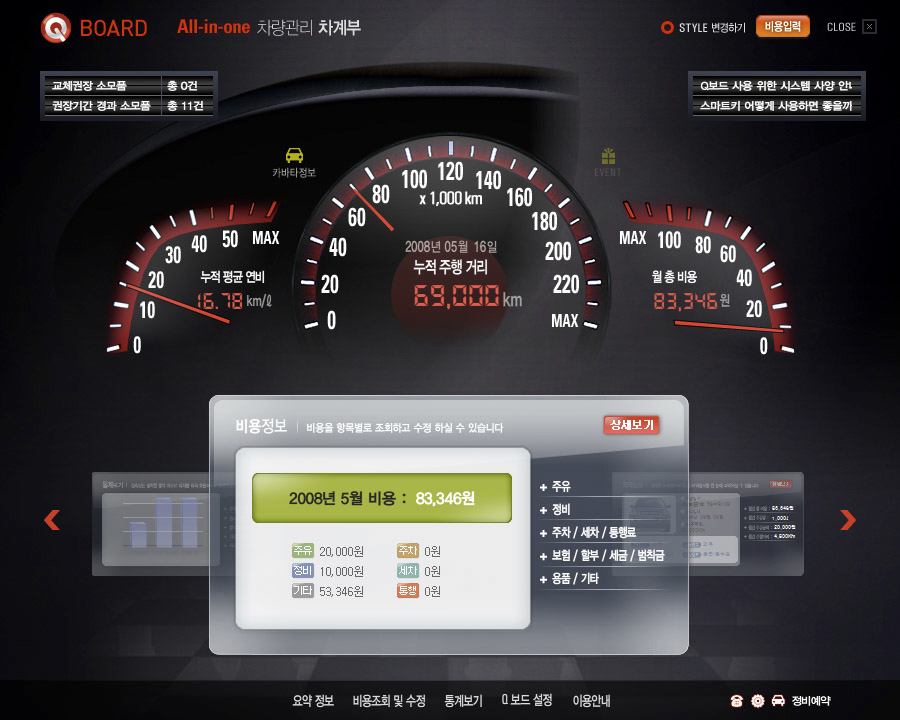 Q BOARD All-in-one 차량관리 차계부
STYLE 변경하기 비용입력 CLOSE
교체권장 소모품 총 0건
권장기간 경과 소모품 총 11건
Q보드 사용 위한 시스템 사양 안내
스마트키 어떻게 사용하면 좋을까
카바타정보
EVENT
0 10 20 30 40 50 MAX
누적 평균 연비
16.78 km/ℓ
0 20 40 60 80 100 120 140 160 180 200 220 MAX
x 1,000 km
2008년 05월 16일
누적 주행 거리
69,000 km
MAX 100 80 60 40 20 0
월 총 비용
83,346원
비용정보 | 비용을 항목별로 조회하고 수정 하실 수 있습니다
상세보기
2008년 5월 비용 : 83,346원
주유 20,000원 주차 0원
정비 10,000원 세차 0원
기타 53,346원 통행 0원
+ 주유
+ 정비
+ 주차 / 세차 / 통행료
+ 보험 / 할부 / 세금 / 범칙금
+ 용품 / 기타
요약 정보 비용조회 및 수정 통계보기 Q 보드 설정 이용안내
정비예약